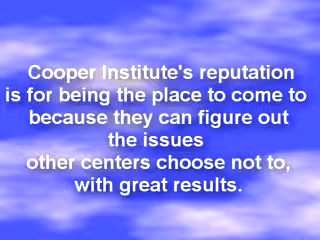 Cooper Institute's reputation
is for being the place to come to
because they can figure out
the issues
other centers choose not to,
with great results.